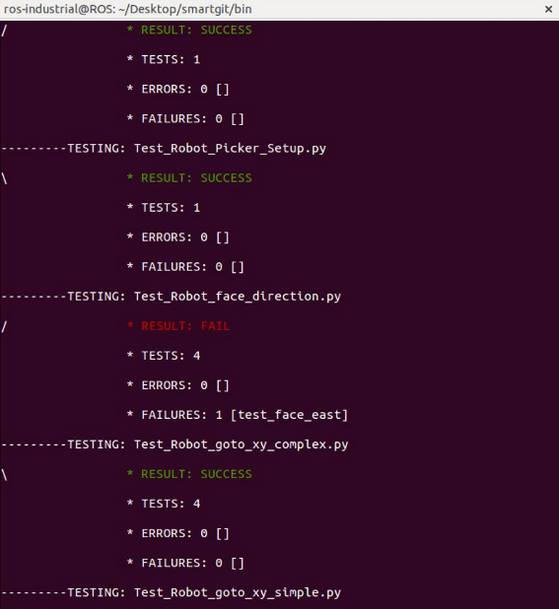 ros-industrial@ROS: ~/Desktop/smartgit/bin ×
/ * RESULT: SUCCESS
* TESTS: 1
* ERRORS: 0 []
* FAILURES: 0 []
---------TESTING: Test_Robot_Picker_Setup.py
\ * RESULT: SUCCESS
* TESTS: 1
* ERRORS: 0 []
* FAILURES: 0 []
---------TESTING: Test_Robot_face_direction.py
/ * RESULT: FAIL
* TESTS: 4
* ERRORS: 0 []
* FAILURES: 1 [test_face_east]
---------TESTING: Test_Robot_goto_xy_complex.py
\ * RESULT: SUCCESS
* TESTS: 4
* ERRORS: 0 []
* FAILURES: 0 []
---------TESTING: Test_Robot_goto_xy_simple.py